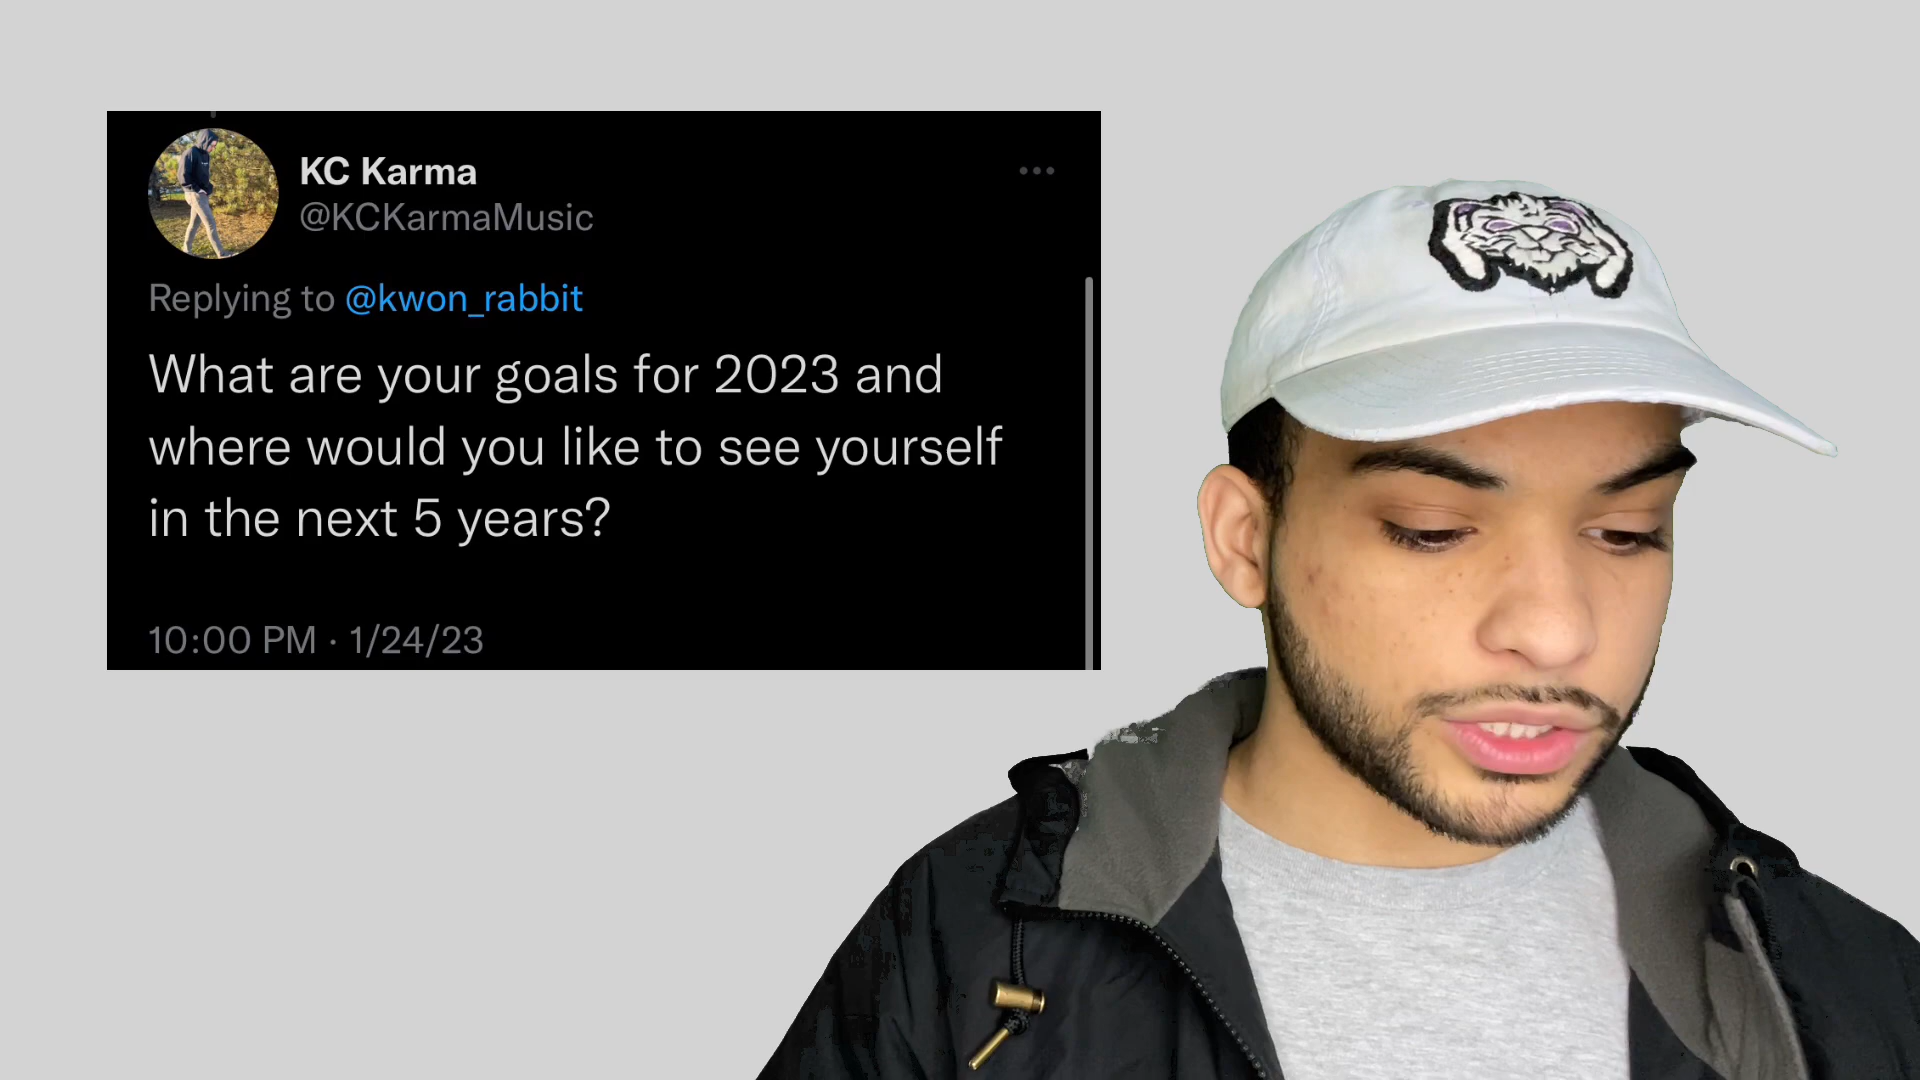 KC Karma
@KCKarmaMusic
Replying to @kwon_rabbit
What are your goals for 2023 and
where would you like to see yourself
in the next 5 years?
10:00 PM · 1/24/23